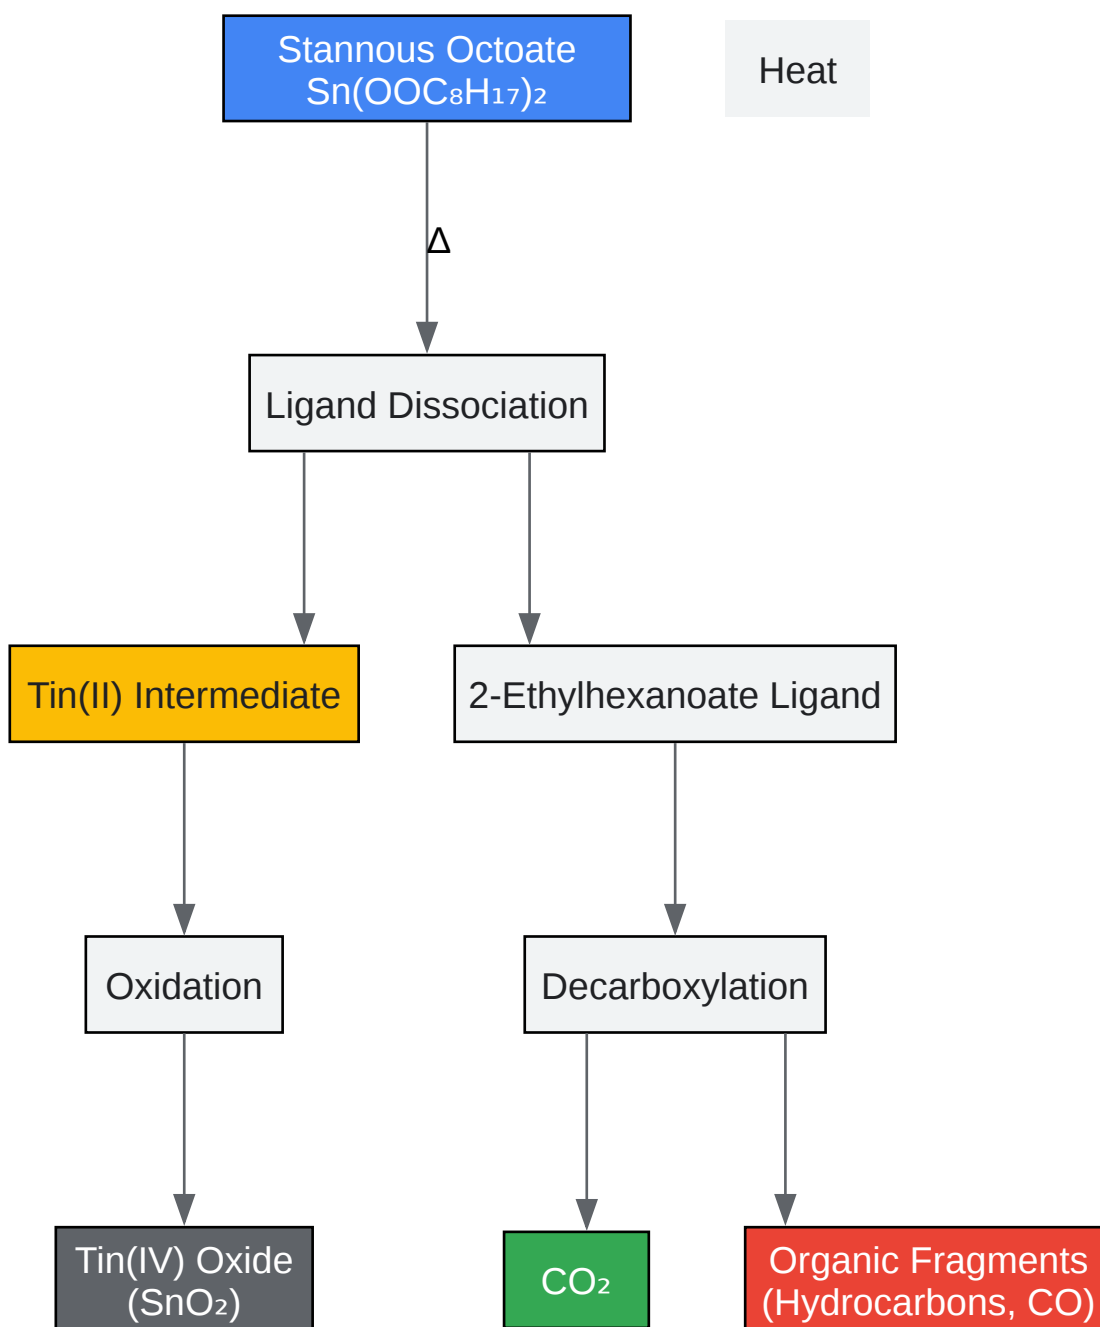 Stannous Octoate
Sn(OOC₈H₁₇)₂
Heat
Δ
Ligand Dissociation
Tin(II) Intermediate
2-Ethylhexanoate Ligand
Oxidation
Decarboxylation
Tin(IV) Oxide
(SnO₂)
CO₂
Organic Fragments
(Hydrocarbons, CO)